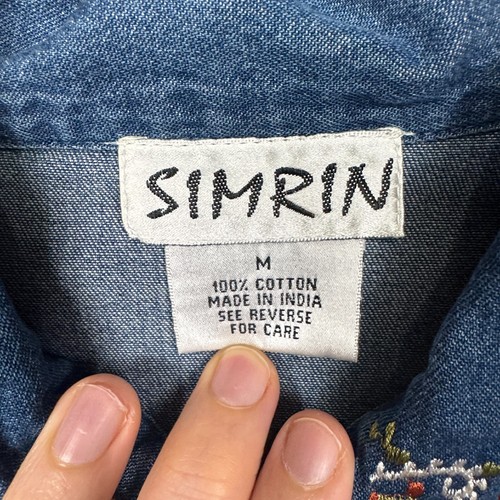 SIMRIN
M
100% COTTON
MADE IN INDIA
SEE REVERSE
FOR CARE